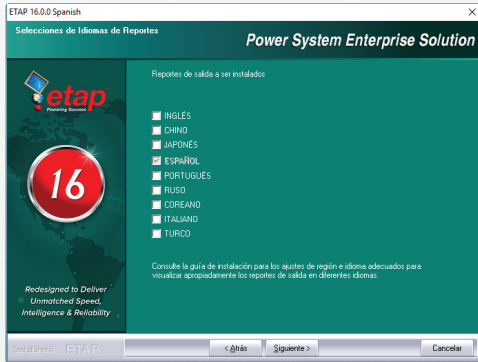 ETAP 16.0.0 Spanish
Selecciones de Idiomas de Reportes
Power System Enterprise Solution
etap
Powering Success
16
Redesigned to Deliver
Unmatched Speed,
Intelligence & Reliability
Reportes de salida a ser instalados
INGLÉS
CHINO
JAPONÉS
ESPAÑOL
PORTUGUÉS
RUSO
COREANO
ITALIANO
TURCO
Consulte la guía de instalación para los ajustes de región e idioma adecuados para
visualizar apropiadamente los reportes de salida en diferentes idiomas.
InstallShield ETAP
< Atrás
Siguiente >
Cancelar